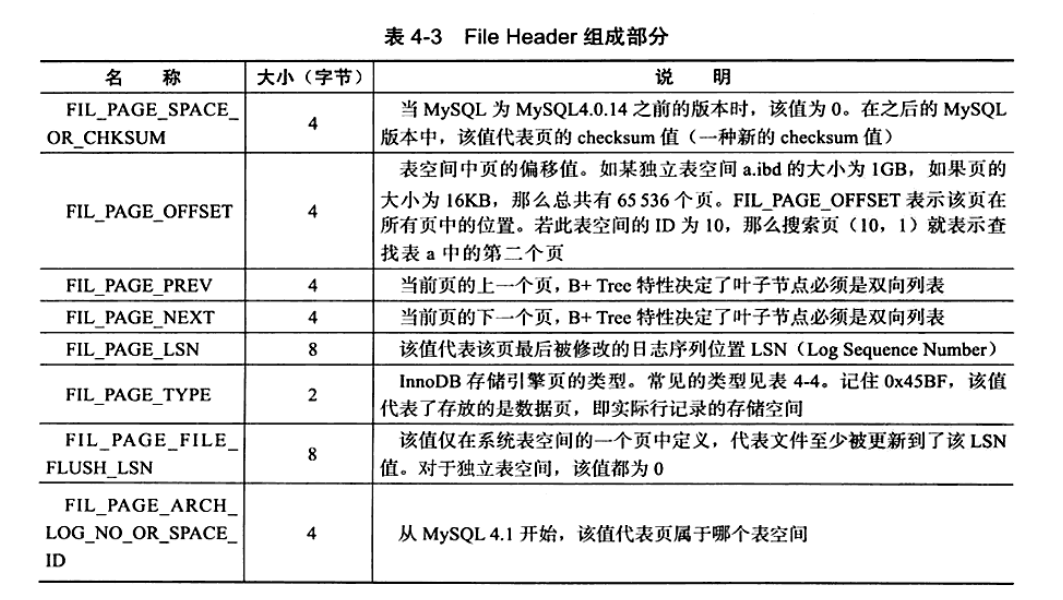 表 4-3 File Header 组成部分
名 称 大小（字节） 说 明
FIL_PAGE_SPACE_ 当 MySQL 为 MySQL4.0.14 之前的版本时，该值为 0。在之后的 MySQL
OR_CHKSUM 4 版本中，该值代表页的 checksum 值（一种新的 checksum 值）
表空间中页的偏移值。如某独立表空间 a.ibd 的大小为 1GB，如果页的
大小为 16KB，那么总共有 65 536 个页。FIL_PAGE_OFFSET 表示该页在
FIL_PAGE_OFFSET 4 所有页中的位置。若此表空间的 ID 为 10，那么搜索页（10，1）就表示查
找表 a 中的第二个页
FIL_PAGE_PREV 4 当前页的上一个页，B+ Tree 特性决定了叶子节点必须是双向列表
FIL_PAGE_NEXT 4 当前页的下一个页，B+ Tree 特性决定了叶子节点必须是双向列表
FIL_PAGE_LSN 8 该值代表该页最后被修改的日志序列位置 LSN（Log Sequence Number）
FIL_PAGE_TYPE 2 InnoDB 存储引擎页的类型。常见的类型见表 4-4。记住 0x45BF，该值
代表了存放的是数据页，即实际行记录的存储空间
FIL_PAGE_FILE_ 该值仅在系统表空间的一个页中定义，代表文件至少被更新到了该 LSN
FLUSH_LSN 8 值。对于独立表空间，该值都为 0
FIL_PAGE_ARCH_
LOG_NO_OR_SPACE_ 4 从 MySQL 4.1 开始，该值代表页属于哪个表空间
ID